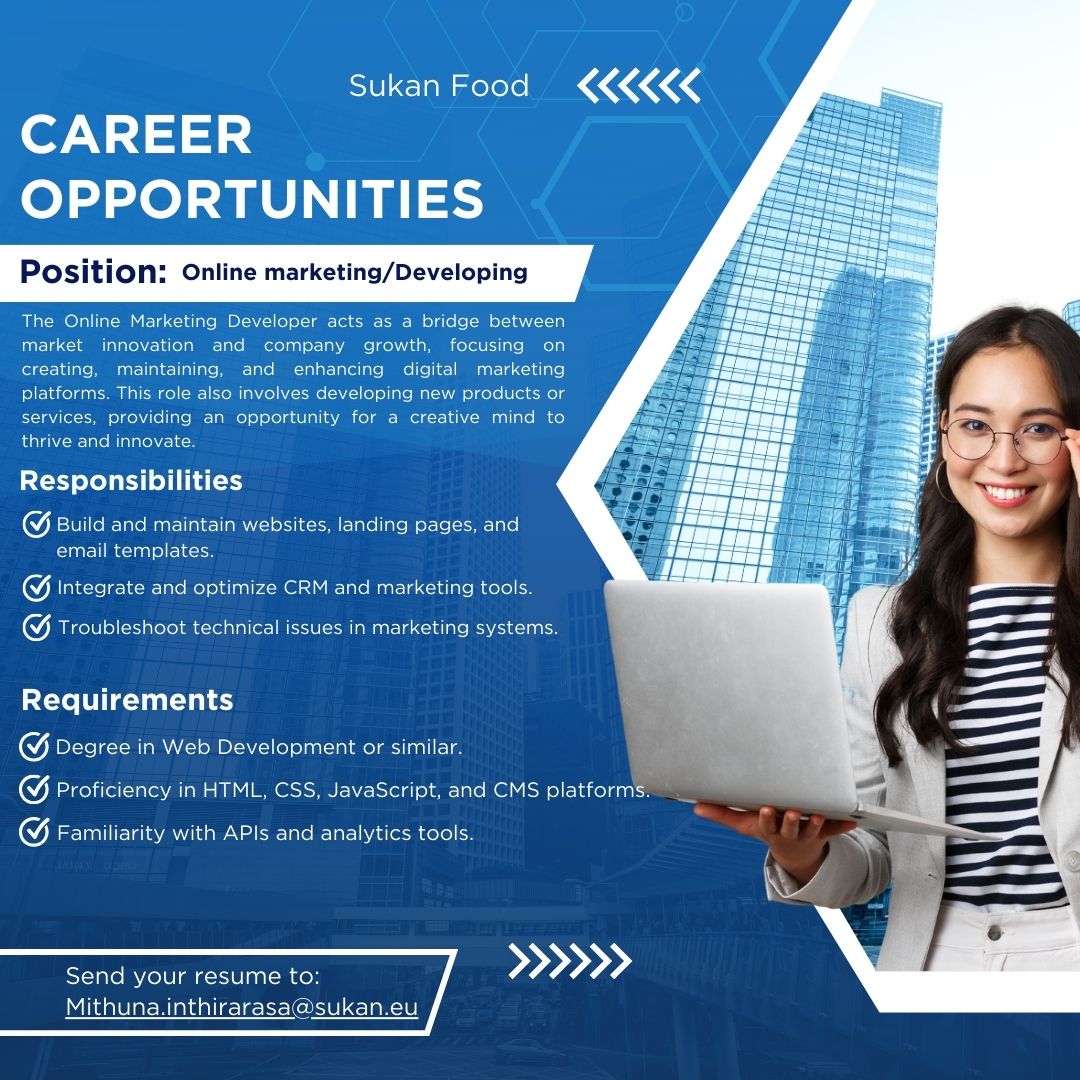 Sukan Food
CAREER
OPPORTUNITIES
Position: Online marketing/Developing
The Online Marketing Developer acts as a bridge between
market innovation and company growth, focusing on
creating, maintaining, and enhancing digital marketing
platforms. This role also involves developing new products or
services, providing an opportunity for a creative mind to
thrive and innovate.
Responsibilities
Build and maintain websites, landing pages, and
email templates.
Integrate and optimize CRM and marketing tools.
Troubleshoot technical issues in marketing systems.
Requirements
Degree in Web Development or similar.
Proficiency in HTML, CSS, JavaScript, and CMS platforms.
Familiarity with APIs and analytics tools.
Send your resume to:
Mithuna.inthirarasa@sukan.eu